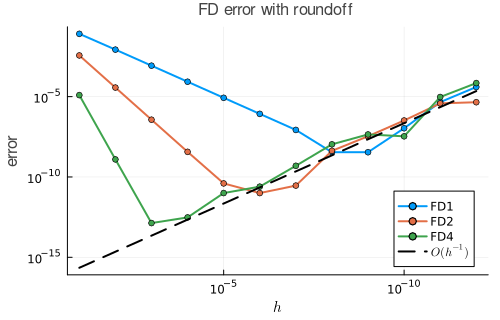 FD error with roundoff
error
10⁻⁵
10⁻¹⁰
10⁻¹⁵
10⁻⁵
10⁻¹⁰
h
FD1
FD2
FD4
O(h⁻¹)